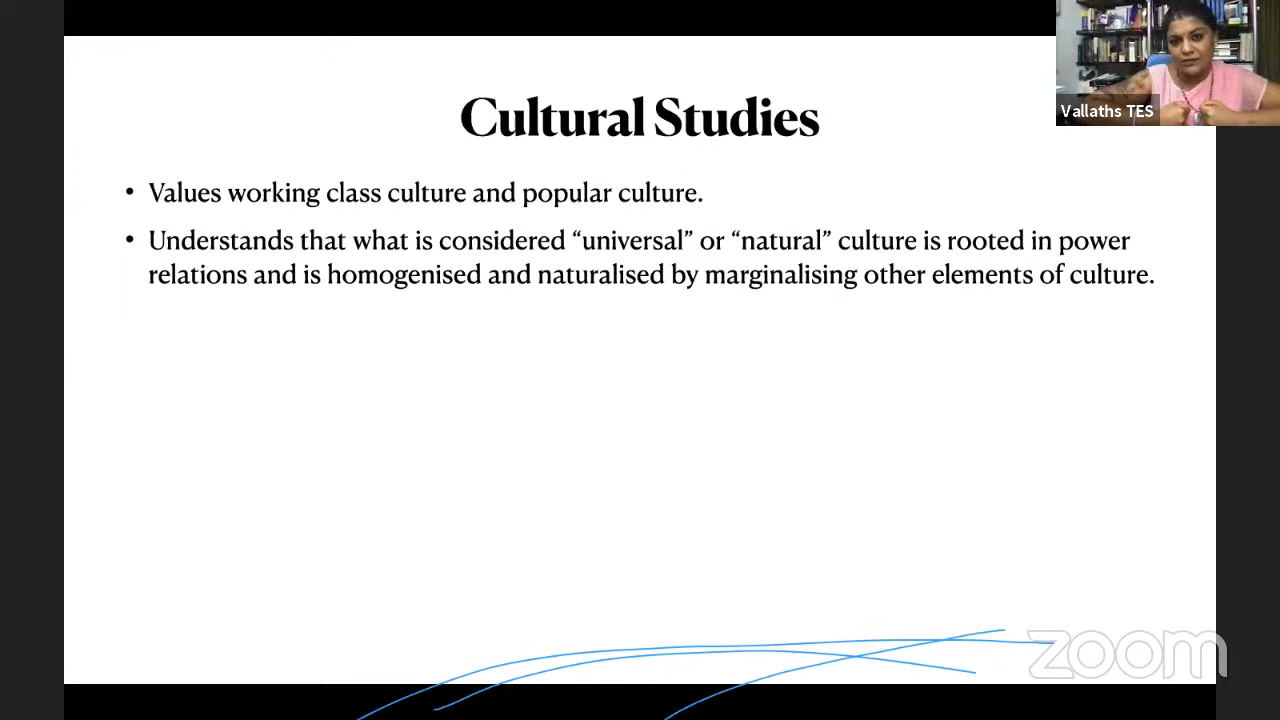 Cultural Studies
Vallaths TES
• Values working class culture and popular culture.
• Understands that what is considered “universal” or “natural” culture is rooted in power
relations and is homogenised and naturalised by marginalising other elements of culture.
zoom